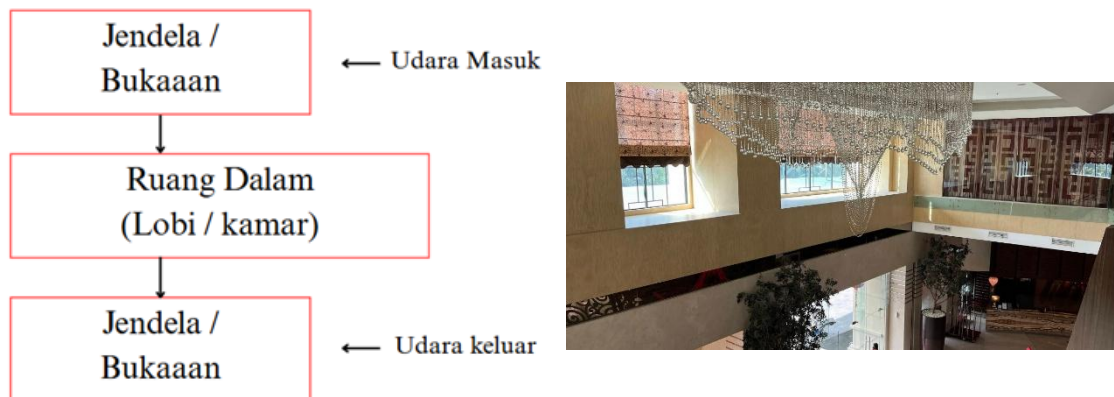 Jendela /
Bukaaan
← Udara Masuk
Ruang Dalam
(Lobi / kamar)
Jendela /
Bukaaan
← Udara keluar